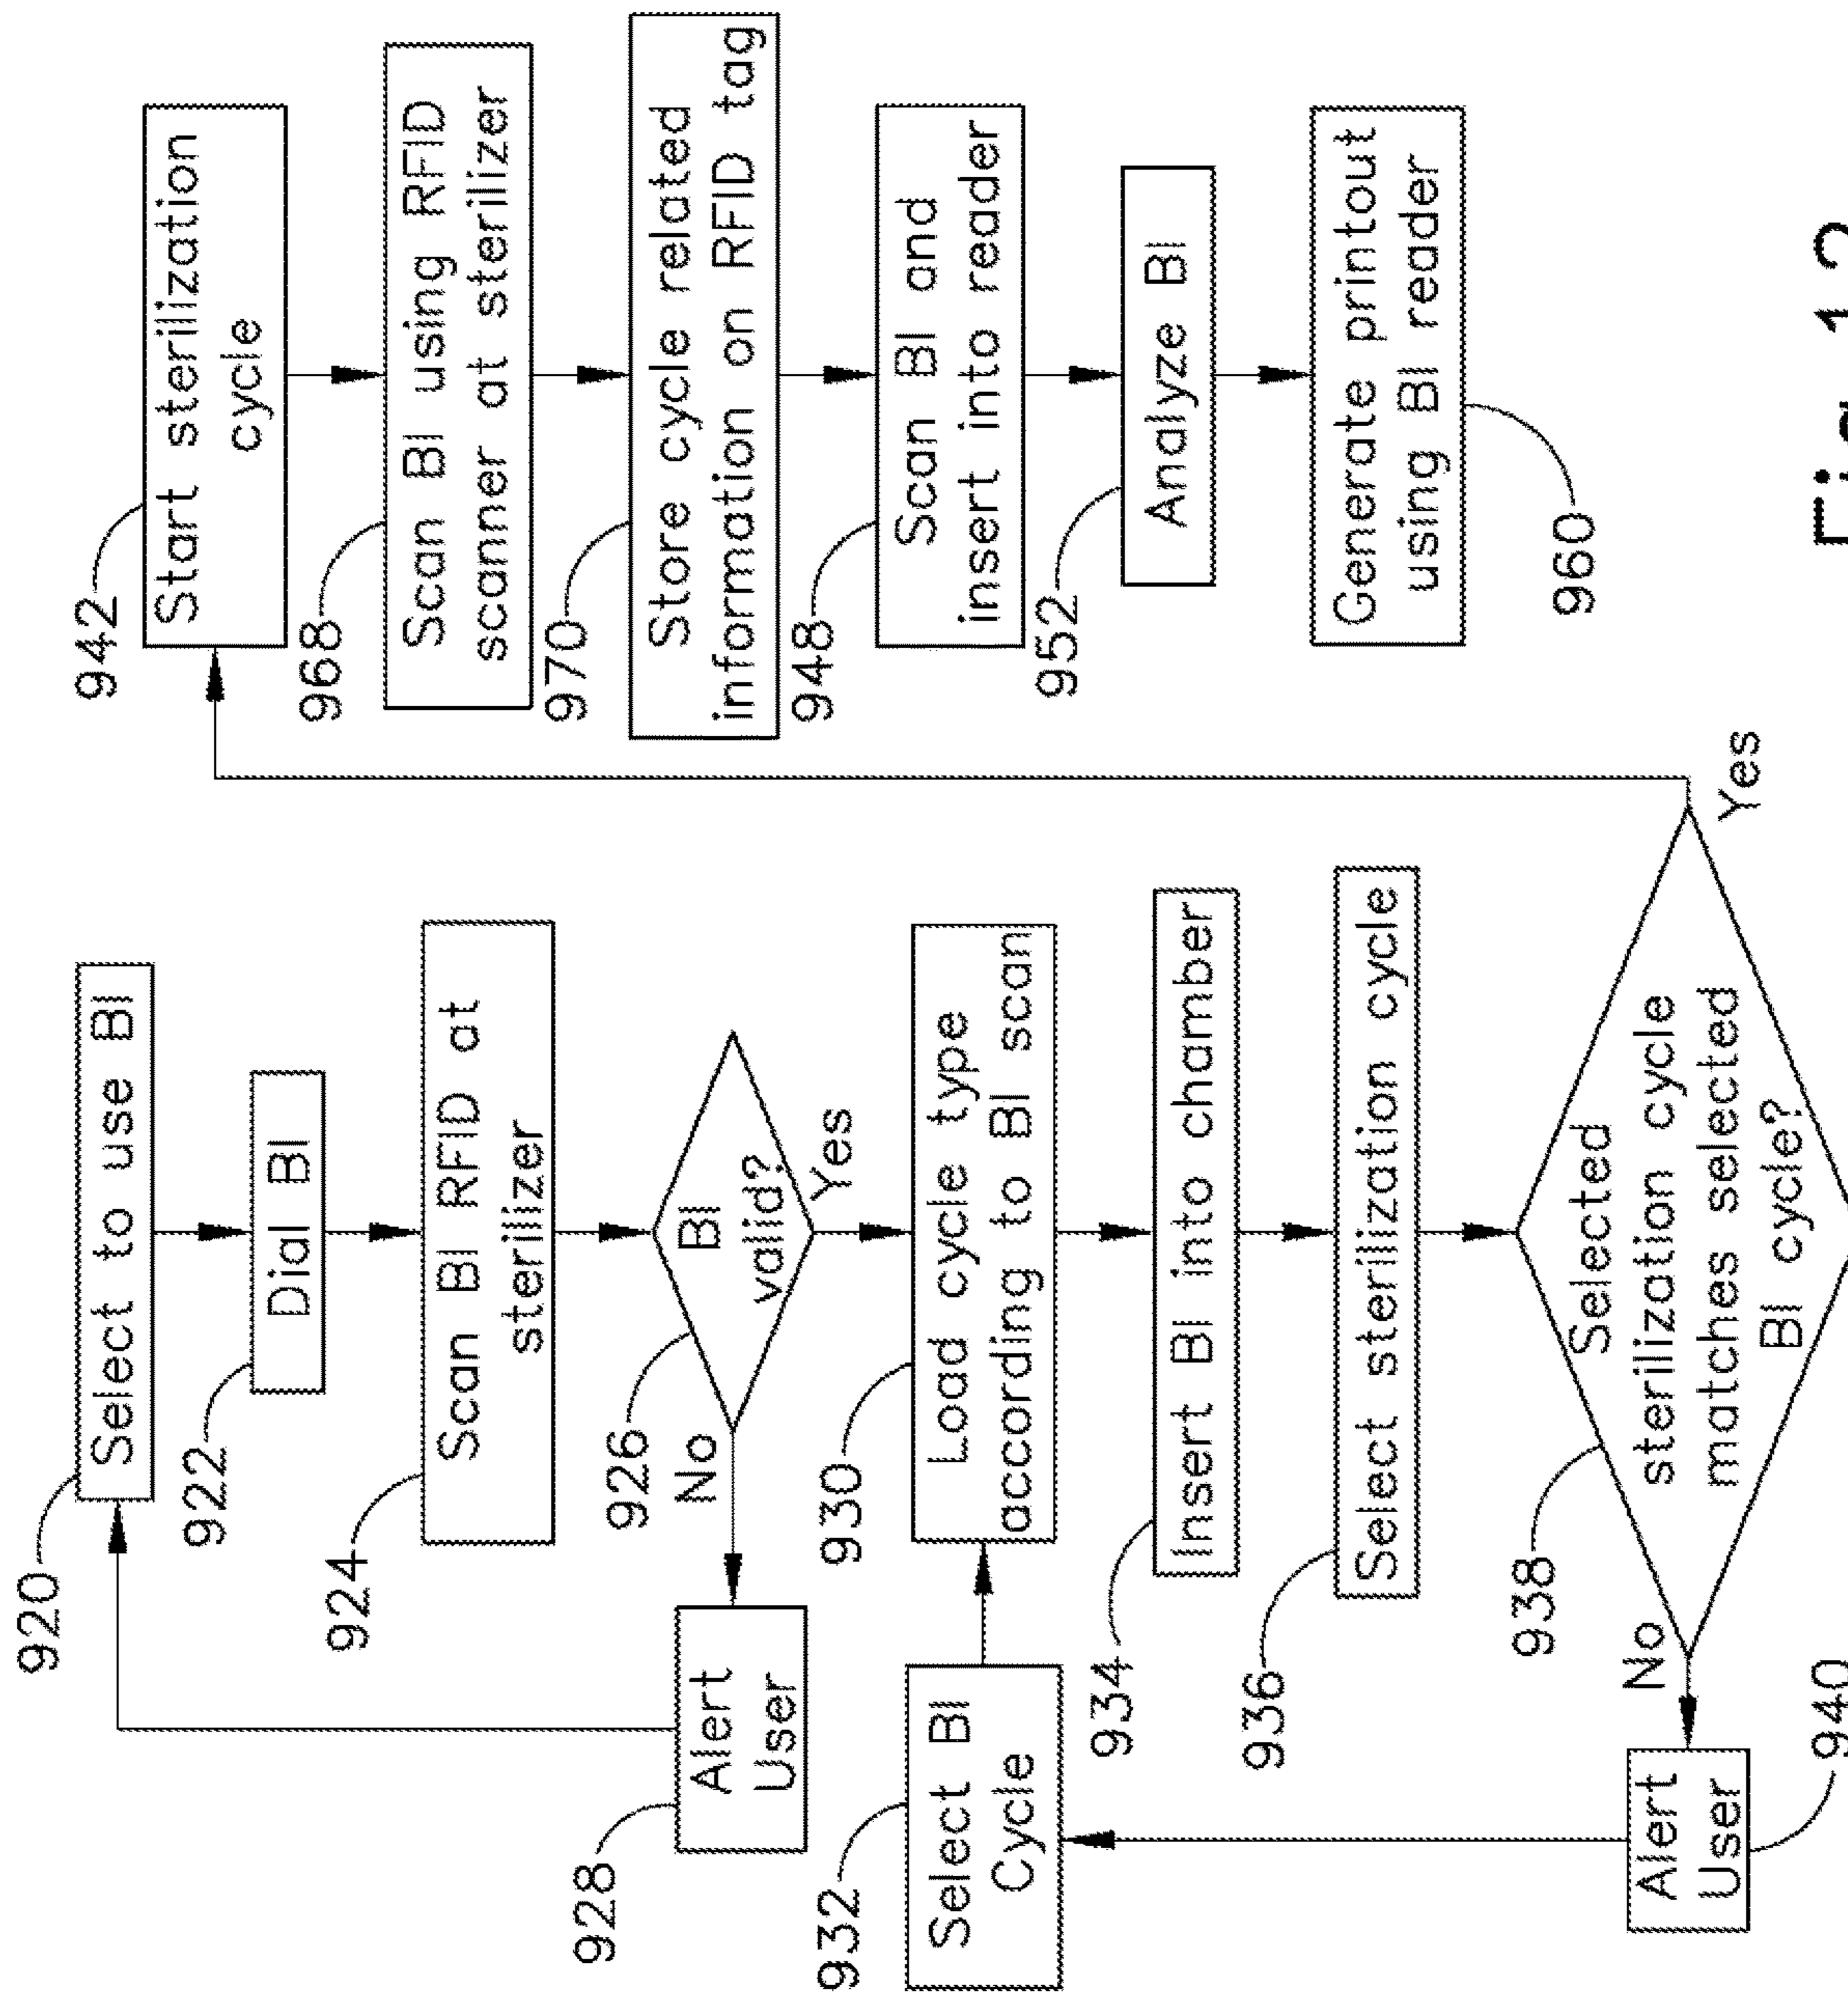 920
Select to use BI
922
Dial BI
924
Scan BI RFID at
sterilizer
926
BI
valid?
No
Yes
928
Alert
User
930
Load cycle type
according to BI scan
932
Select BI
Cycle
934
Insert BI into chamber
936
Select sterilization cycle
938
Selected
sterilization cycle
matches selected
BI cycle?
No
Yes
940
Alert
User
942
Start sterilization
cycle
968
Scan BI using RFID
scanner at sterilizer
970
Store cycle related
information on RFID tag
948
Scan BI and
insert into reader
952
Analyze BI
Generate printout
using BI reader
960